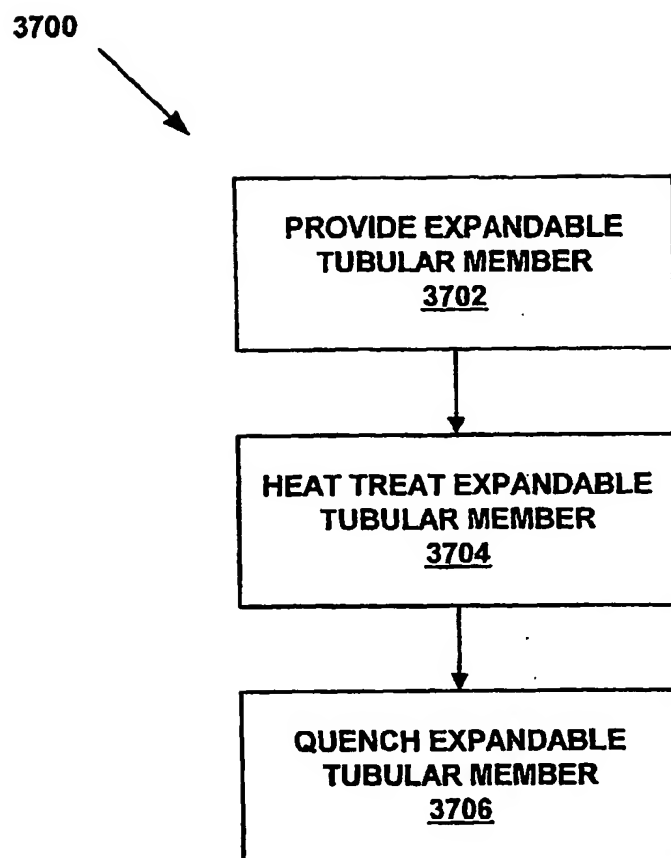 3700
PROVIDE EXPANDABLE
TUBULAR MEMBER
3702
HEAT TREAT EXPANDABLE
TUBULAR MEMBER
3704
QUENCH EXPANDABLE
TUBULAR MEMBER
3706